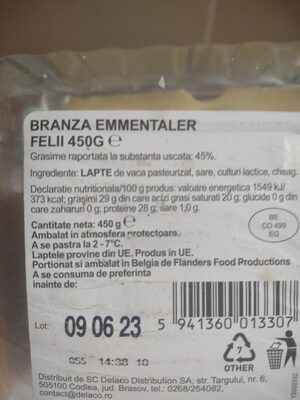 BRANZA EMMENTALER
FELII 450G ℮
Grasime raportata la substanta uscata: 45%.
Ingrediente: LAPTE de vaca pasteurizat, sare, culturi lactice, cheag.
Declaratie nutritionala/100 g produs: valoare energetica 1549 kJ/
373 kcal; grasimi 29 g din care acizi grasi saturati 20 g; glucide 0 g din
care zaharuri 0 g; proteine 28 g; sare 1,0 g.
Cantitate neta: 450 g ℮
Ambalat in atmosfera protectoare.
A se pastra la 2 - 7°C.
Laptele provine din UE. Produs in UE.
Portionat si ambalat in Belgia de Flanders Food Productions
A se consuma de preferinta
inainte de:
BE
CO 499
EG
Lot: 09 06 23
055 14:38 10
5 941360 013307
7
OTHER
Distribuit de SC Delaco Distribution SA, str. Targului, nr. 6,
505100 Codlea, jud. Brasov, tel.: 0268/254082,
contact@delaco.ro